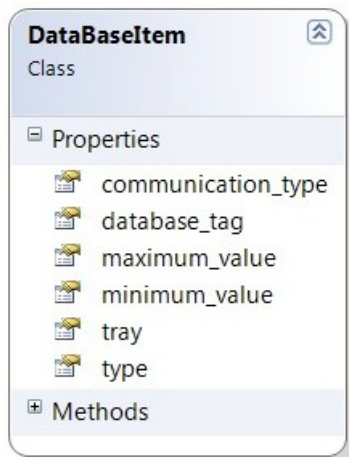 DataBaseItem
Class
Properties
communication_type
database_tag
maximum_value
minimum_value
tray
type
Methods